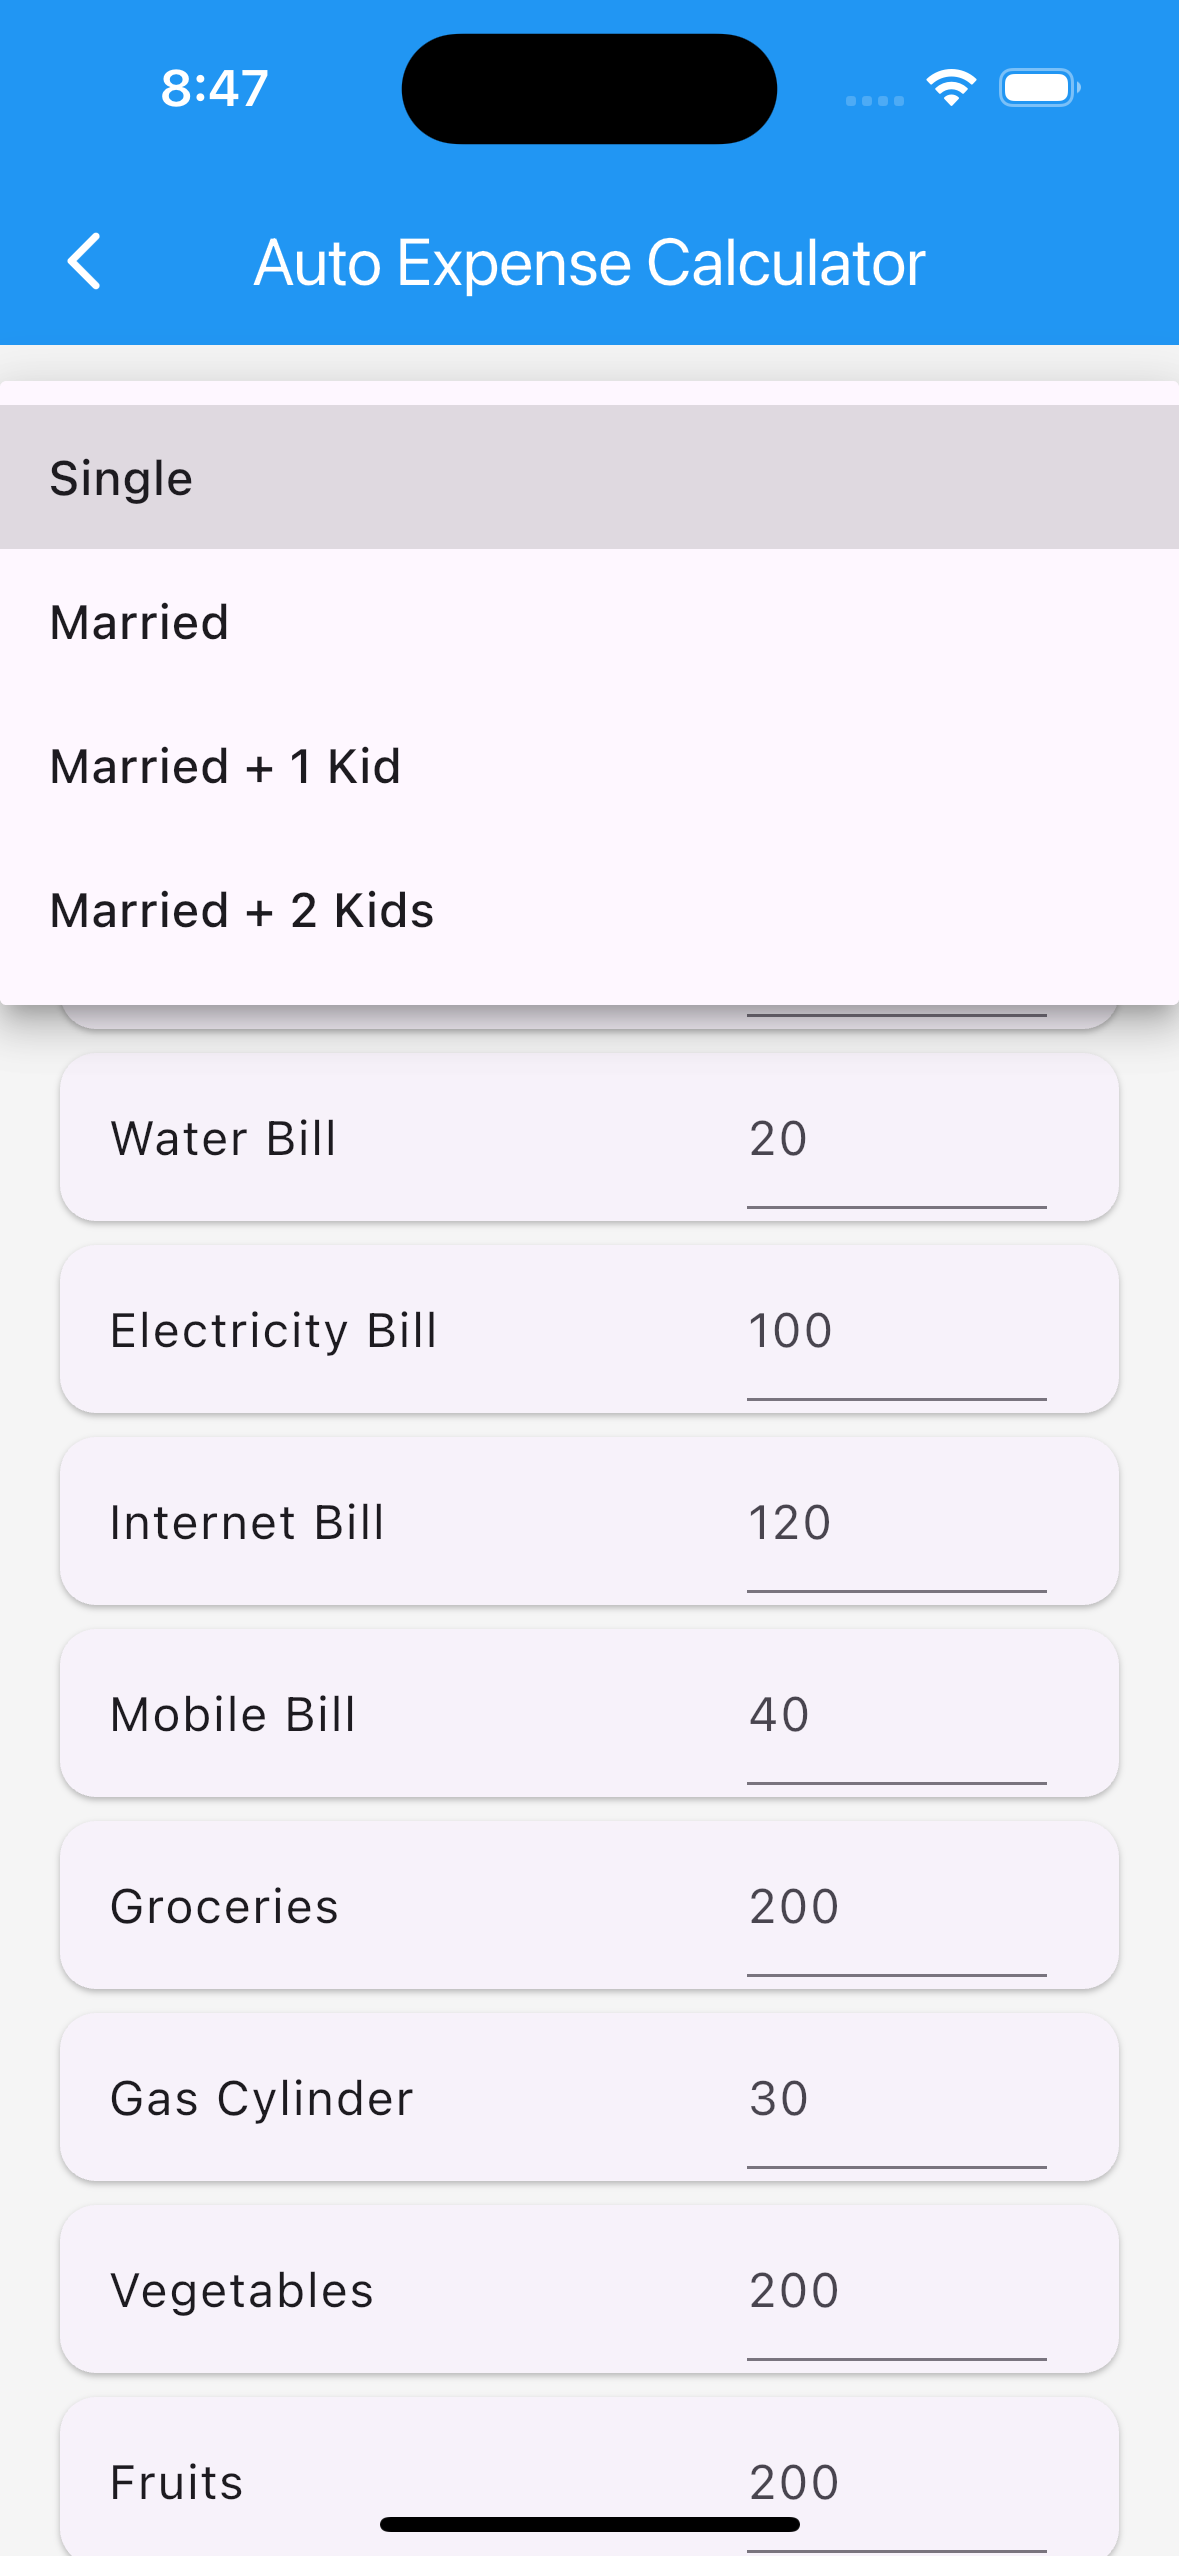 8:47
Auto Expense Calculator
Single
Married
Married + 1 Kid
Married + 2 Kids
Water Bill 20
Electricity Bill 100
Internet Bill 120
Mobile Bill 40
Groceries 200
Gas Cylinder 30
Vegetables 200
Fruits 200